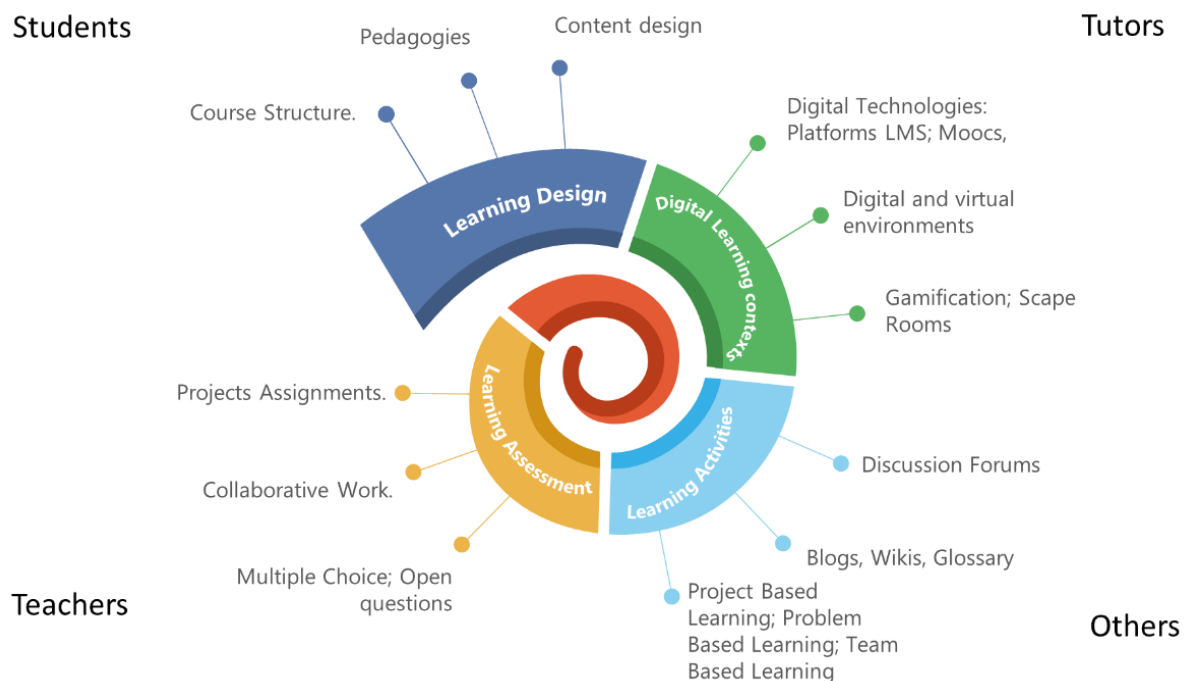 Students
Tutors
Pedagogies
Content design
Course Structure.
Digital Technologies:
Platforms LMS; Moocs,
Learning Design
Digital Learning contexts
Digital and virtual
environments
Gamification; Scape
Rooms
Projects Assignments.
Learning Assessment
Learning Activities
Discussion Forums
Collaborative Work.
Blogs, Wikis, Glossary
Multiple Choice; Open
questions
Project Based
Learning; Problem
Based Learning; Team
Based Learning
Teachers
Others